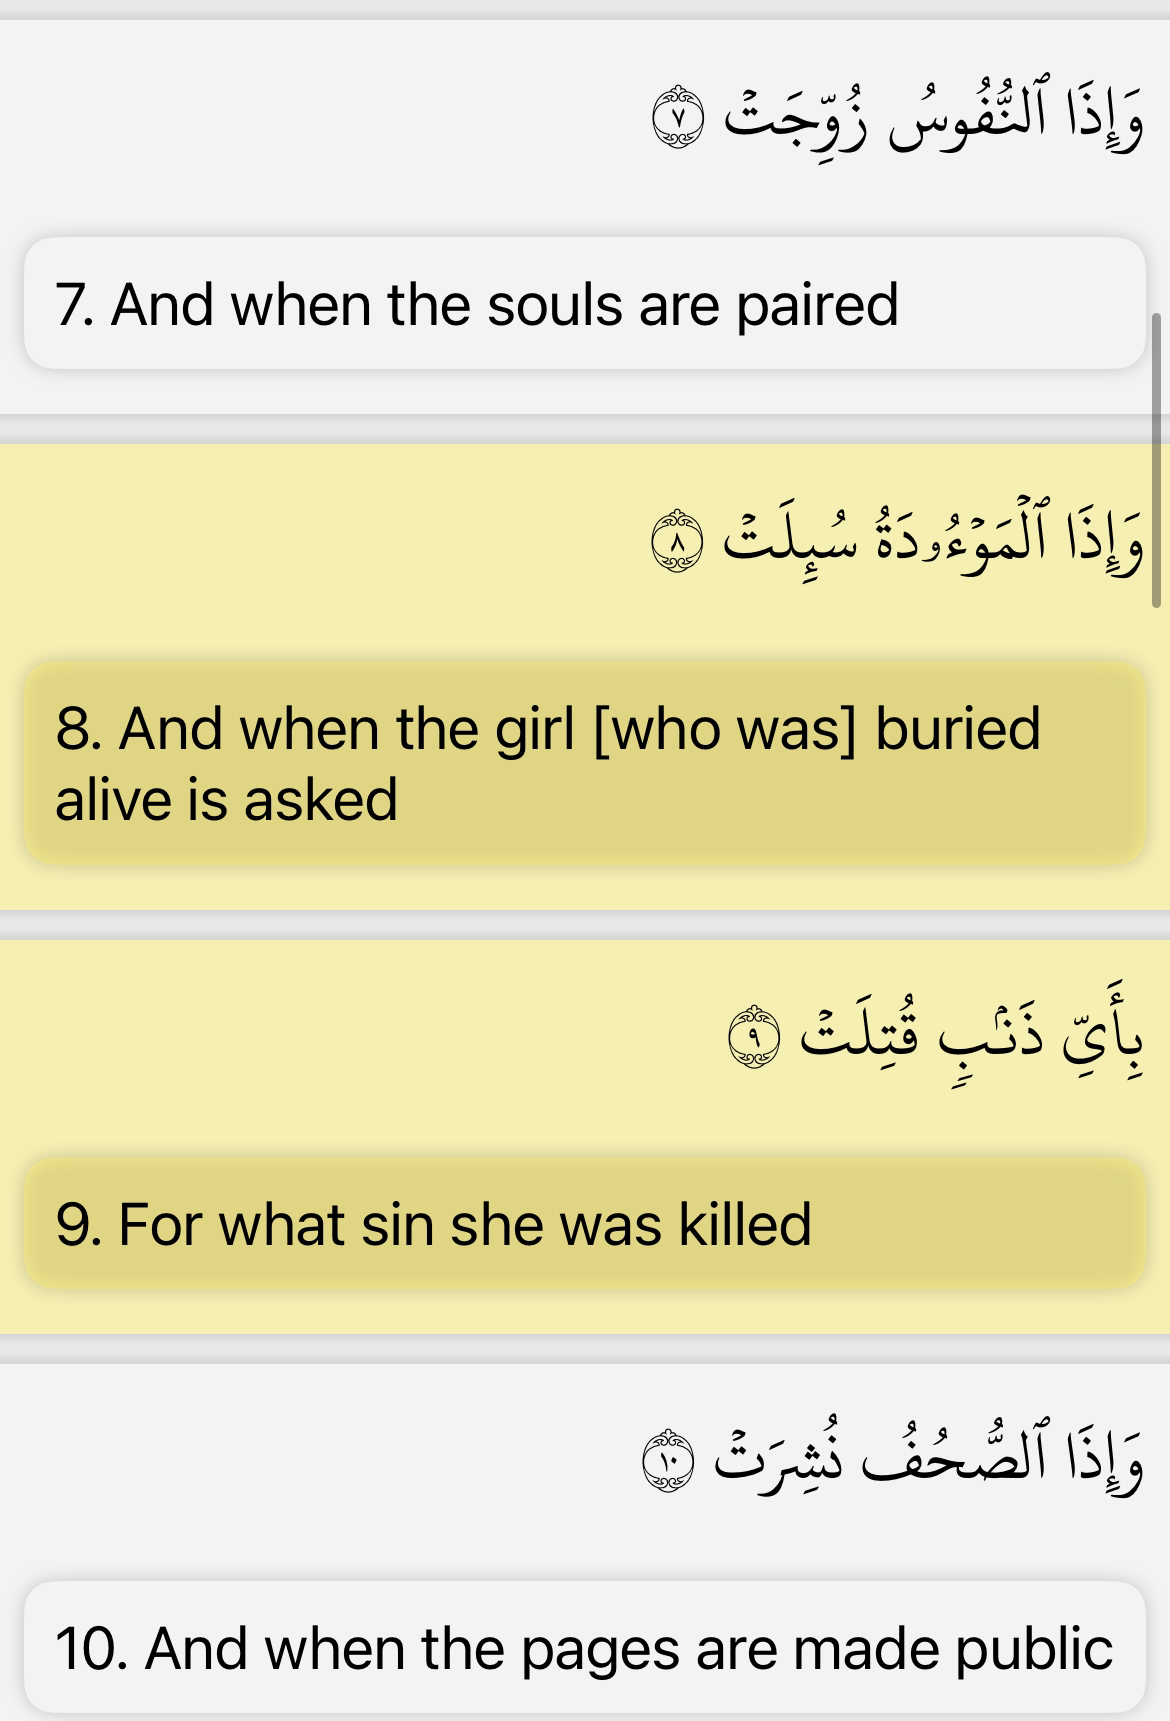 وَإِذَا ٱلنُّفُوسُ زُوِّجَتۡ ٧
7. And when the souls are paired
وَإِذَا ٱلۡمَوۡءُۥدَةُ سُئِلَتۡ ٨
8. And when the girl [who was] buried
alive is asked
بِأَيِّ ذَنۢبٖ قُتِلَتۡ ٩
9. For what sin she was killed
وَإِذَا ٱلصُّحُفُ نُشِرَتۡ ١٠
10. And when the pages are made public